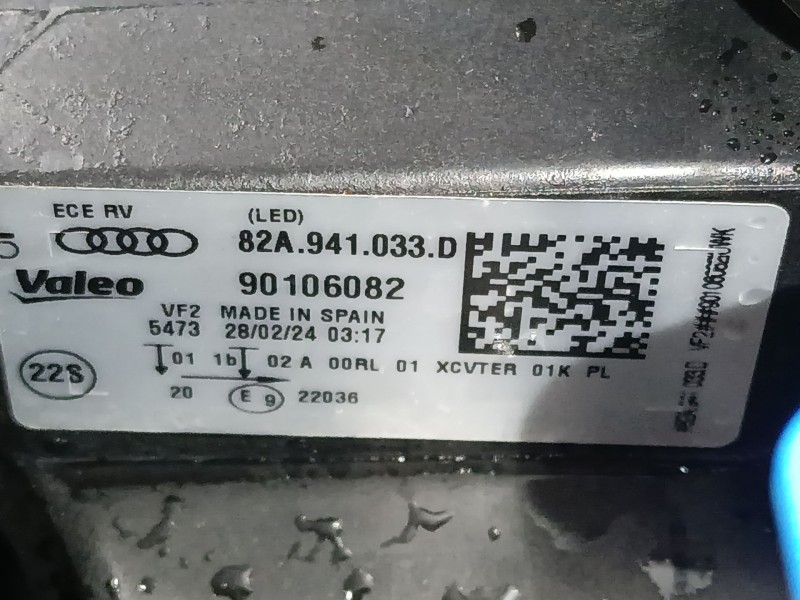 ECE RV (LED)
82A.941.033.D
Valeo 90106082
VF2 MADE IN SPAIN
5473 28/02/24 03:17
22S
01 1b 02 A 00RL 01 XCVTER 01K PL
20 E 9 22036